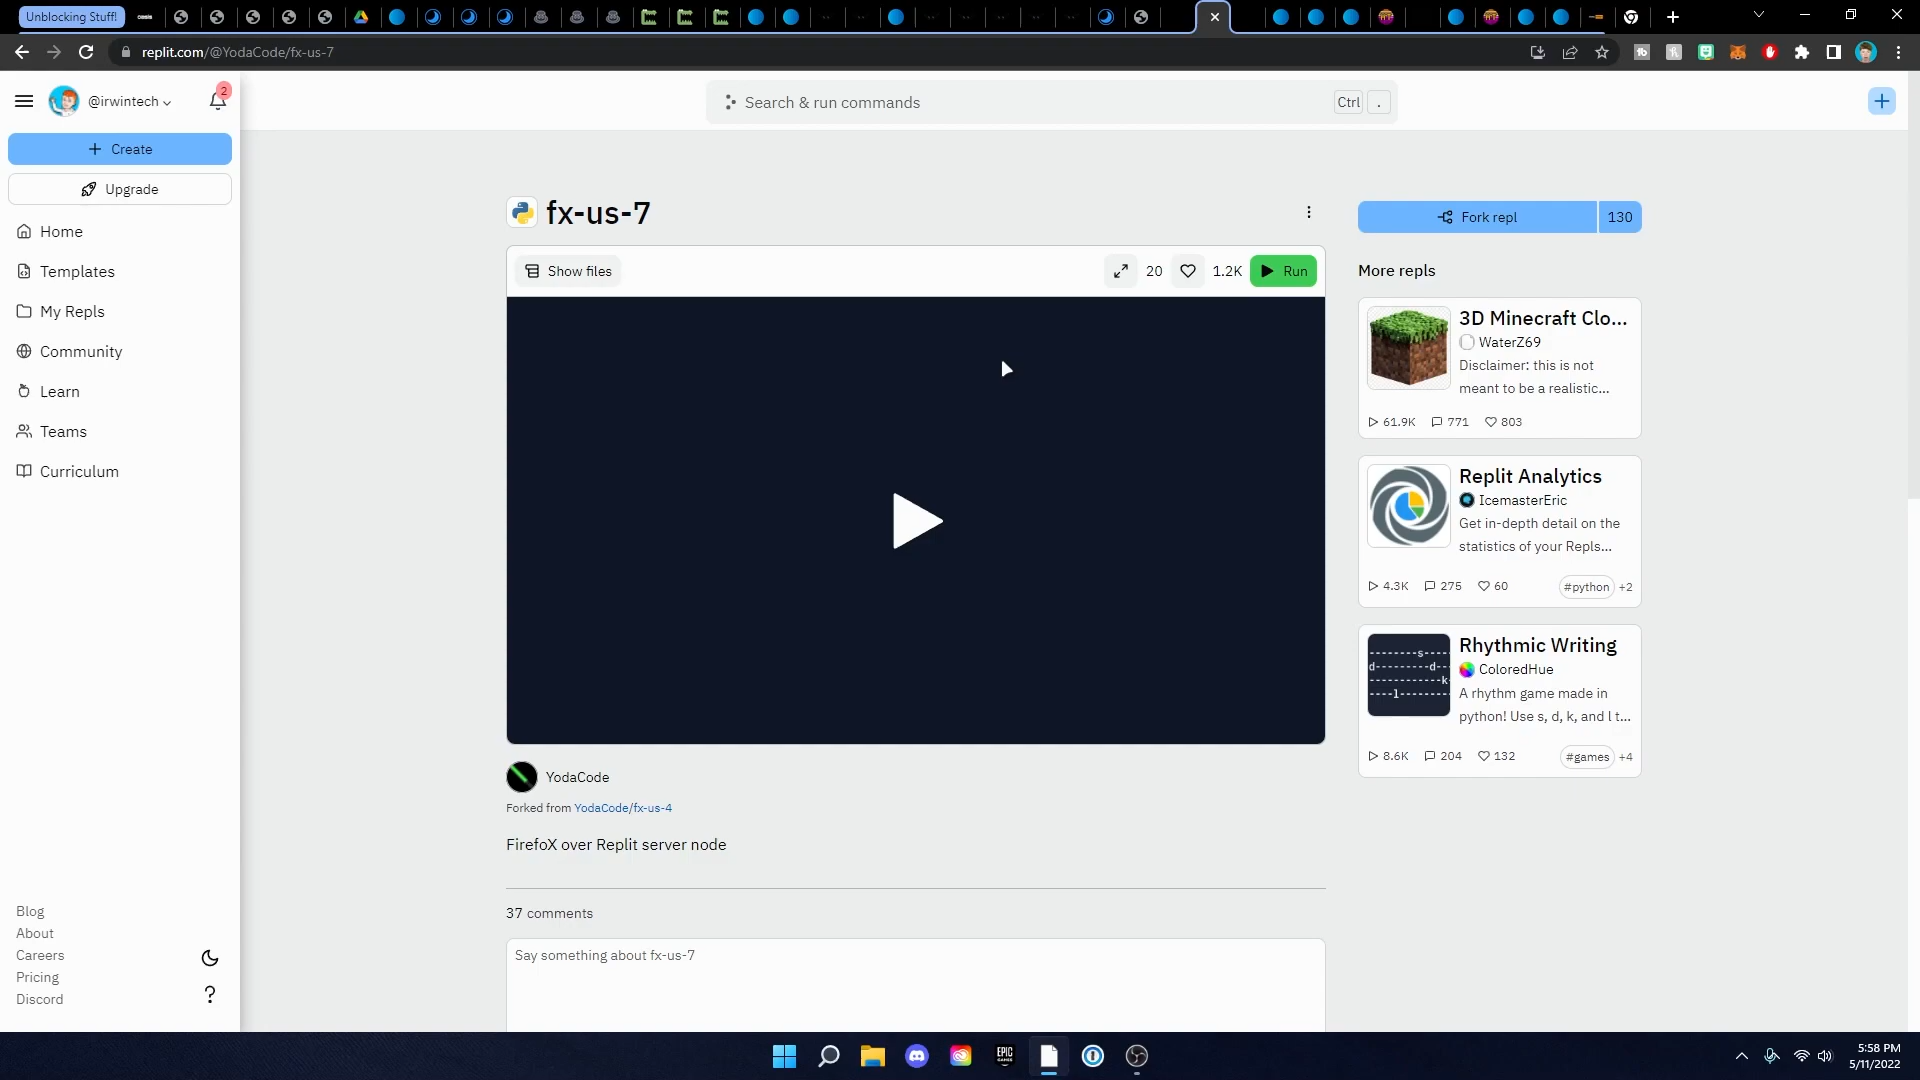 Unblocking Stuff!
replit.com/@YodaCode/fx-us-7
@irwintech
2
Search & run commands
Ctrl
.
Create
Upgrade
Home
Templates
My Repls
Community
Learn
Teams
Curriculum
Blog
About
Careers
Pricing
Discord
?
fx-us-7
Show files
20
1.2K
Run
YodaCode
Forked from YodaCode/fx-us-4
FirefoX over Replit server node
37 comments
Say something about fx-us-7
Fork repl
130
More repls
3D Minecraft Clo...
WaterZ69
Disclaimer: this is not
meant to be a realistic...
61.9K
771
803
Replit Analytics
IcemasterEric
Get in-depth detail on the
statistics of your Repls...
4.3K
275
60
#python
+2
--------s----
d---------d--
-----------k-
----l--------
Rhythmic Writing
ColoredHue
A rhythm game made in
python! Use s, d, k, and l t...
8.6K
204
132
#games
+4
EPIC
GAMES
5:58 PM
5/11/2022